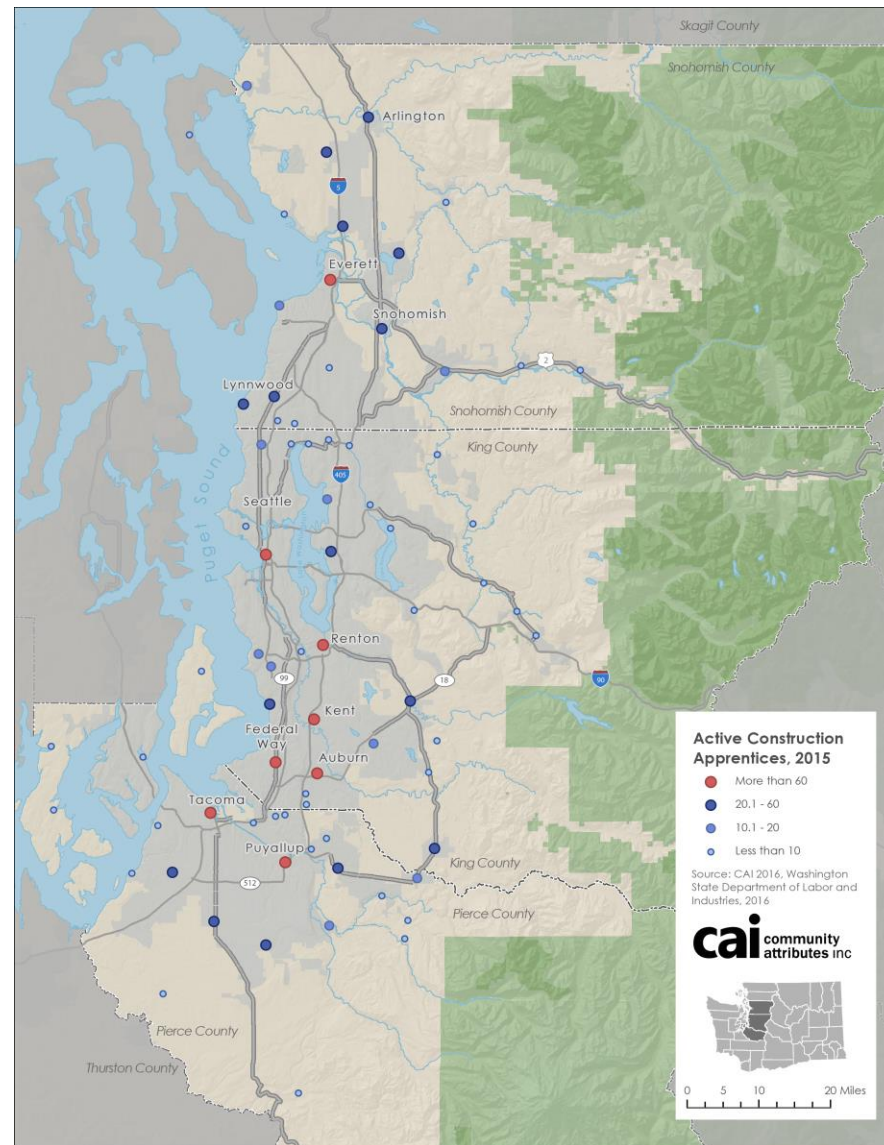 Skagit County
Snohomish County
Arlington
5
Everett
Snohomish
2
Lynnwood
Snohomish County
King County
405
Puget Sound
Seattle
Renton
99
18
90
Kent
Federal
Way
Auburn
Tacoma
Puyallup
512
King County
Pierce County
Pierce County
Thurston County
Active Construction
Apprentices, 2015
More than 60
20.1 - 60
10.1 - 20
Less than 10
Source: CAI 2016, Washington
State Department of Labor and
Industries, 2016
cai community
attributes inc
0 5 10 20 Miles